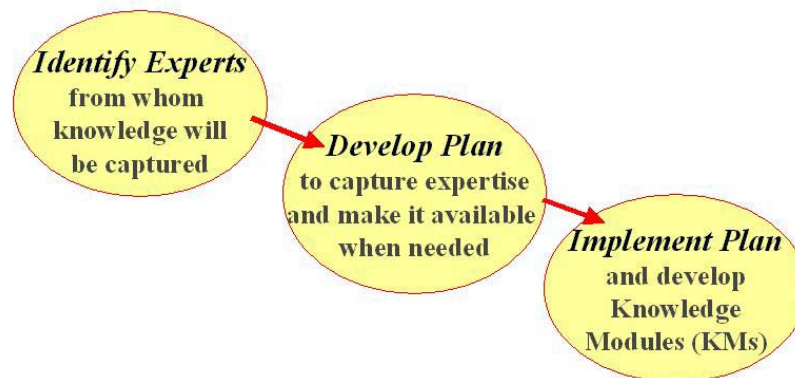 Identify Experts
from whom
knowledge will
be captured
Develop Plan
to capture expertise
and make it available
when needed
Implement Plan
and develop
Knowledge
Modules (KMs)